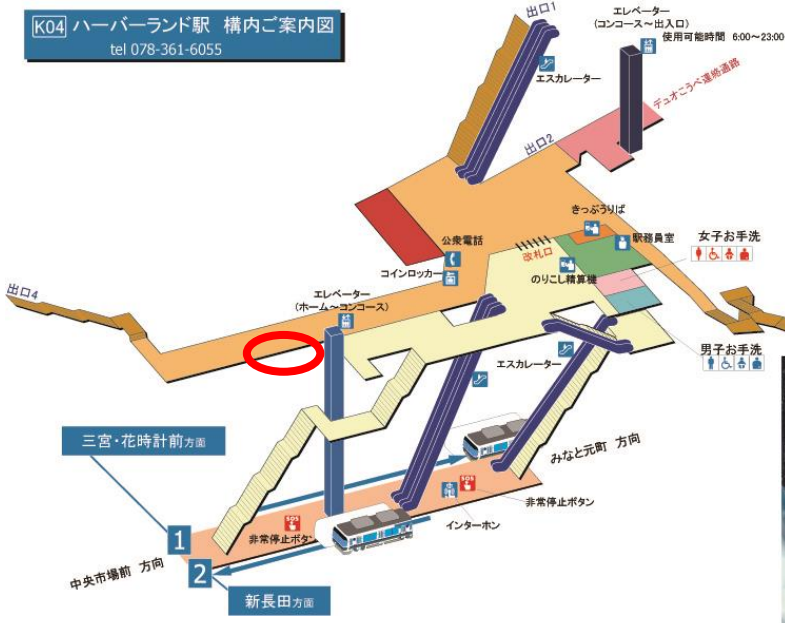 K04 ハーバーランド駅 構内ご案内図
tel 078-361-6055
出口1
エレベーター
(コンコース〜出入口)
使用可能時間 6:00〜23:00
エスカレーター
デュオこうべ連絡通路
出口2
きっぷうりば
公衆電話
改札口
駅務員室
女子お手洗
コインロッカー
のりこし精算機
出口4
エレベーター
(ホーム〜コンコース)
エスカレーター
男子お手洗
三宮・花時計前方面
みなと元町 方向
SOS
非常停止ボタン
インターホン
SOS
非常停止ボタン
1
中央市場前 方向
2
新長田方面